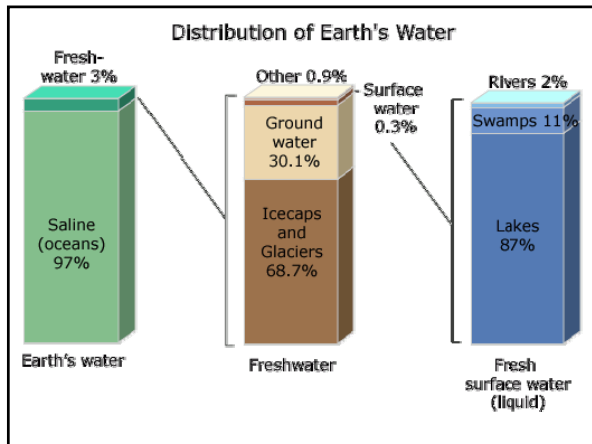 Distribution of Earth's Water
Fresh-
water 3%
Saline
(oceans)
97%
Earth's water
Other 0.9%
Surface
water
0.3%
Ground
water
30.1%
Icecaps
and
Glaciers
68.7%
Freshwater
Rivers 2%
Swamps 11%
Lakes
87%
Fresh
surface water
(liquid)